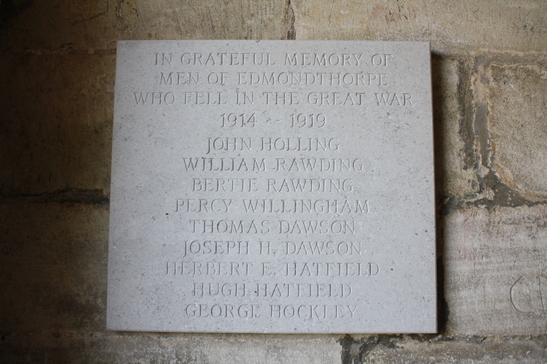 IN GRATEFUL MEMORY OF
MEN OF EDMONDTHORPE
WHO FELL IN THE GREAT WAR
1914 - 1919
JOHN HOLLING
WILLIAM RAWDING
BERTIE RAWDING
PERCY WILLINGHAM
THOMAS DAWSON
JOSEPH H. DAWSON
HERBERT E. HATFIELD
HUGH HATFIELD
GEORGE HOCKLEY